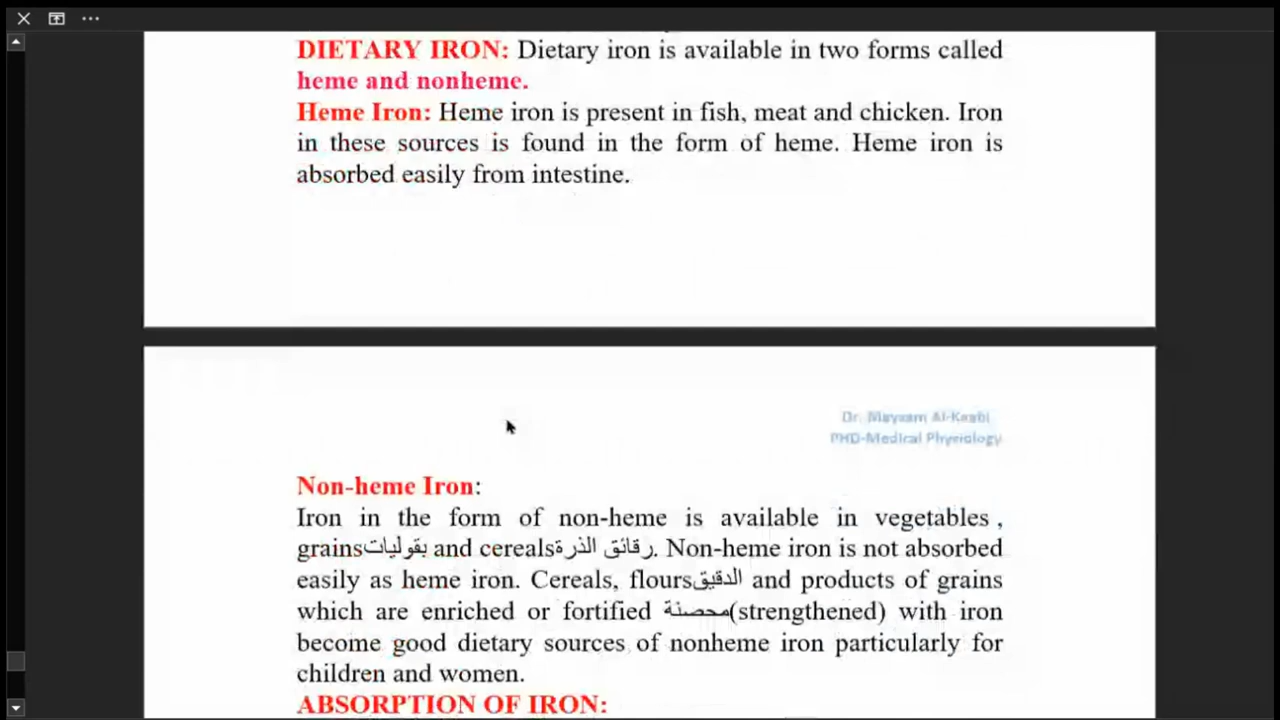 DIETARY IRON: Dietary iron is available in two forms called
heme and nonheme.
Heme Iron: Heme iron is present in fish, meat and chicken. Iron
in these sources is found in the form of heme. Heme iron is
absorbed easily from intestine.
Dr. Maysam Al-Kaabi
PHD-Medical Physiology
Non-heme Iron:
Iron in the form of non-heme is available in vegetables ,
grainsبقوليات and cerealsرقائق الذرة. Non-heme iron is not absorbed
easily as heme iron. Cereals, floursالدقيق and products of grains
which are enriched or fortified محصنة(strengthened) with iron
become good dietary sources of nonheme iron particularly for
children and women.
ABSORPTION OF IRON: